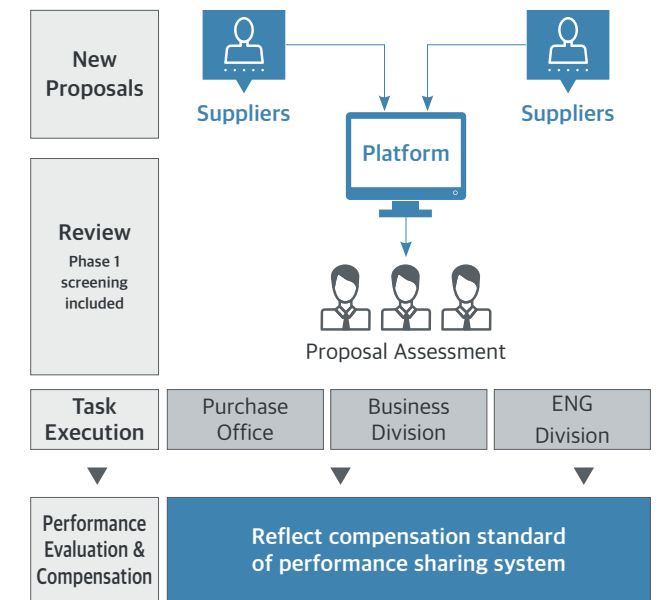 New
Proposals
Suppliers
Suppliers
Platform
Review
Phase 1
screening
included
Proposal Assessment
Task
Execution
Purchase
Office
Business
Division
ENG
Division
Performance
Evaluation &
Compensation
Reflect compensation standard
of performance sharing system